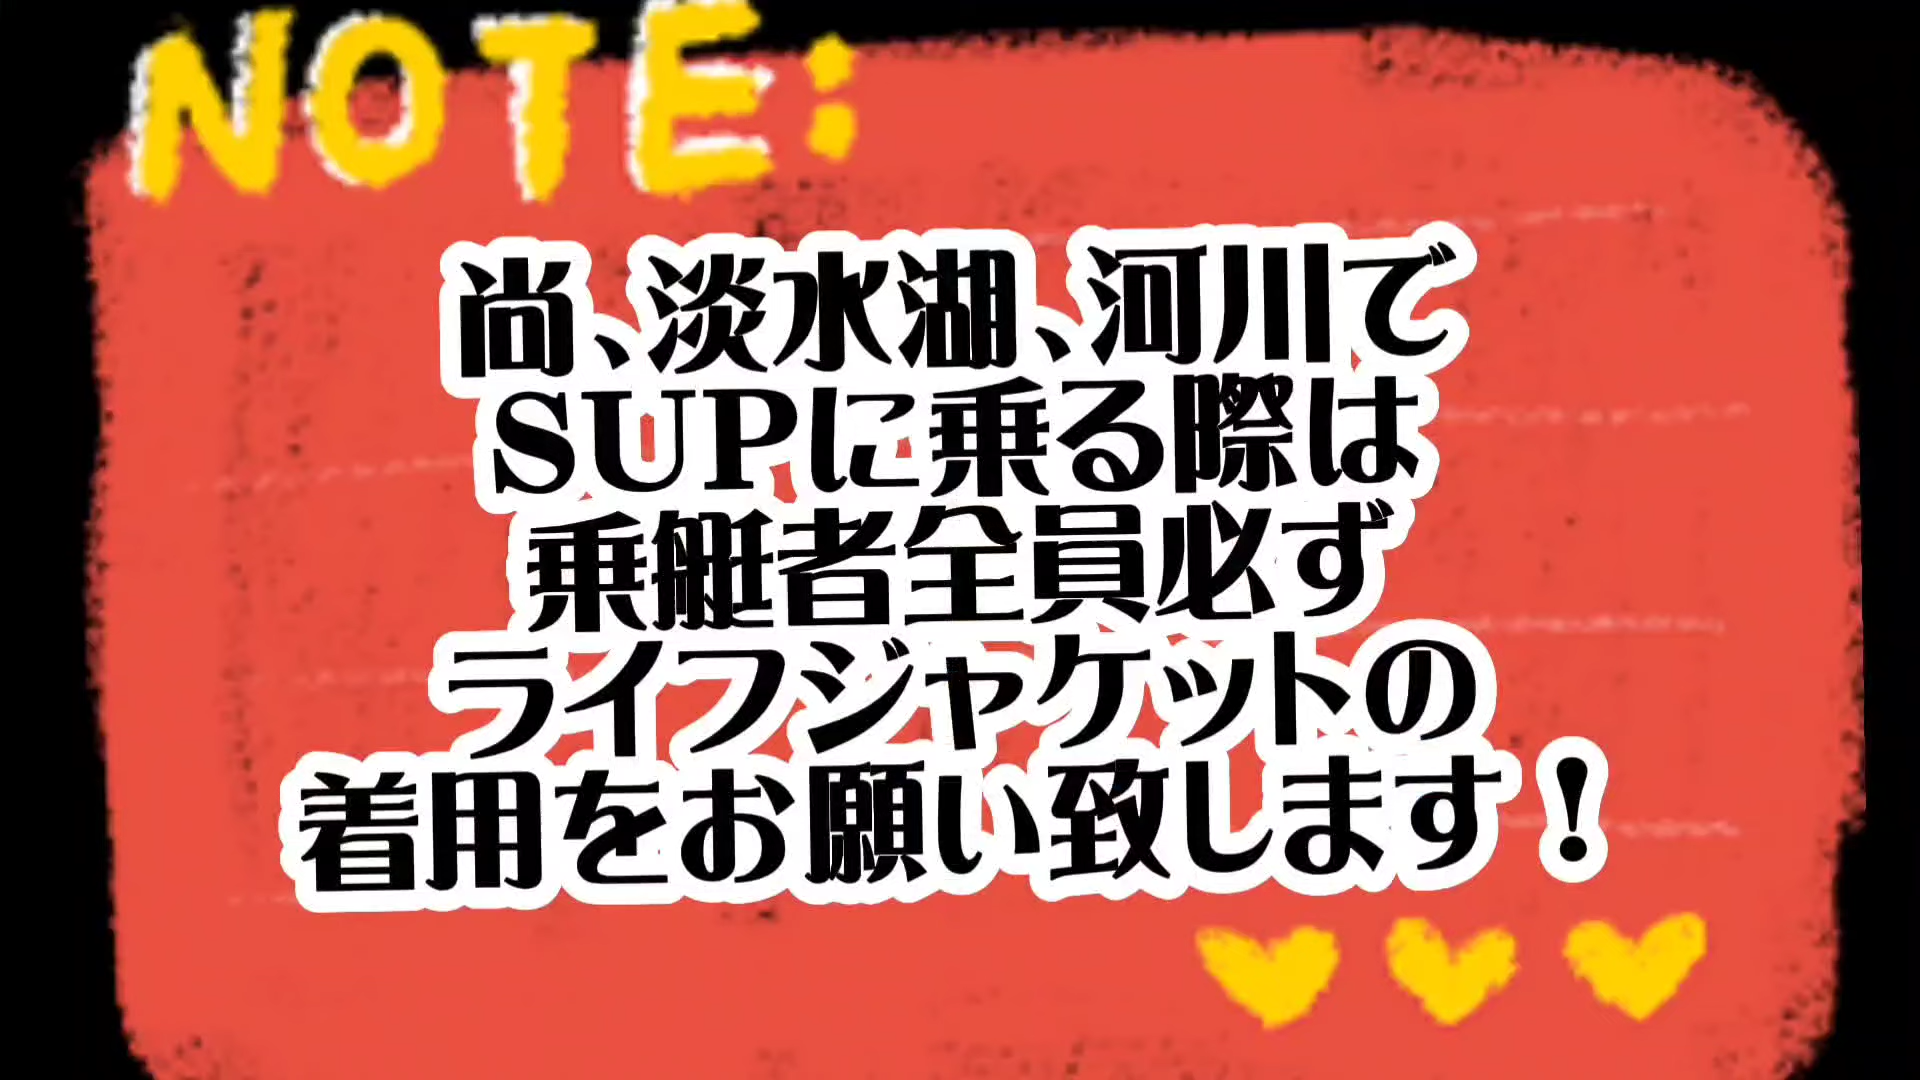 NOTE:
尚、淡水湖、河川で
SUPに乗る際は
乗艇者全員必ず
ライフジャケットの
着用をお願い致します！